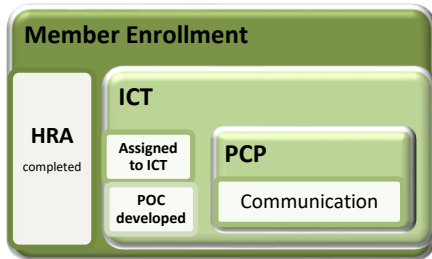 Member Enrollment
HRA
completed
ICT
Assigned
to ICT
POC
developed
PCP
Communication